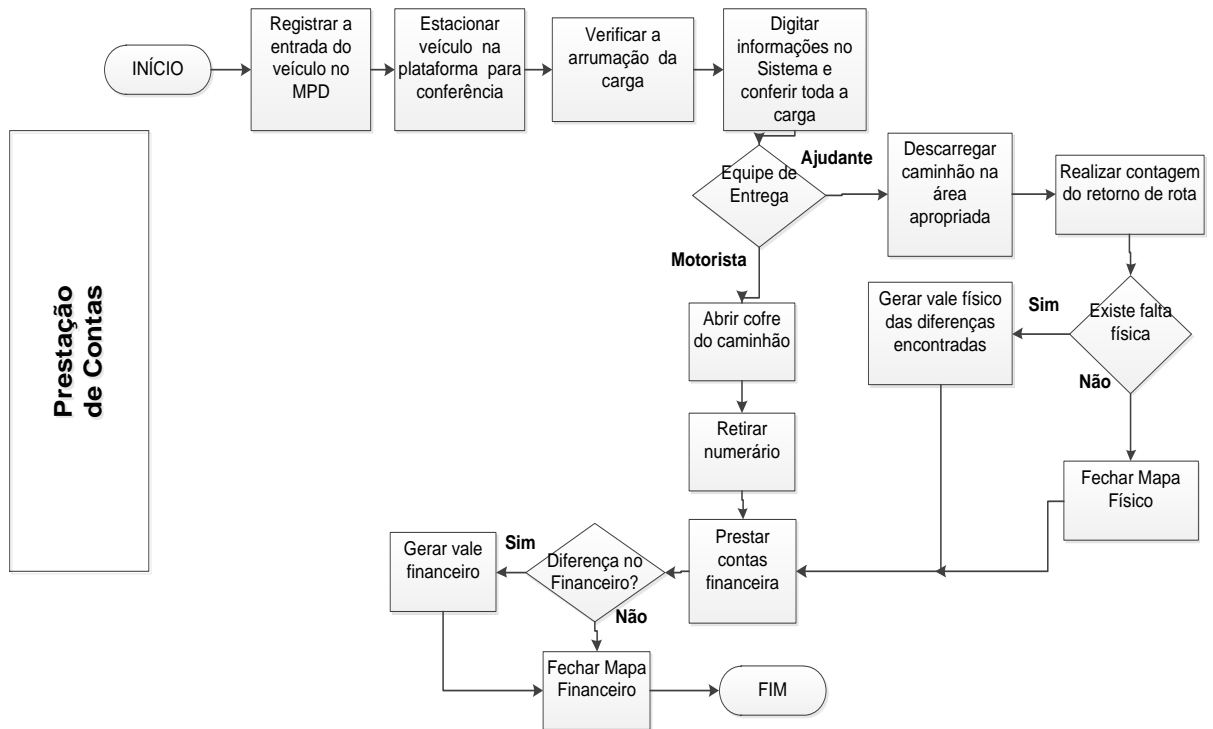 INÍCIO
Registrar a
entrada do
veículo no
MPD
Estacionar
veículo na
plataforma para
conferência
Verificar a
arrumação da
carga
Digitar
informações no
Sistema e
conferir toda a
carga
Equipe de
Entrega
Ajudante
Descarregar
caminhão na
área
apropriada
Realizar contagem
do retorno de rota
Motorista
Prestação
de Contas
Abrir cofre
do caminhão
Gerar vale físico
das diferenças
encontradas
Sim
Existe falta
física
Não
Retirar
numerário
Fechar Mapa
Físico
Gerar vale
financeiro
Sim
Diferença no
Financeiro?
Prestar
contas
financeira
Não
Fechar Mapa
Financeiro
FIM